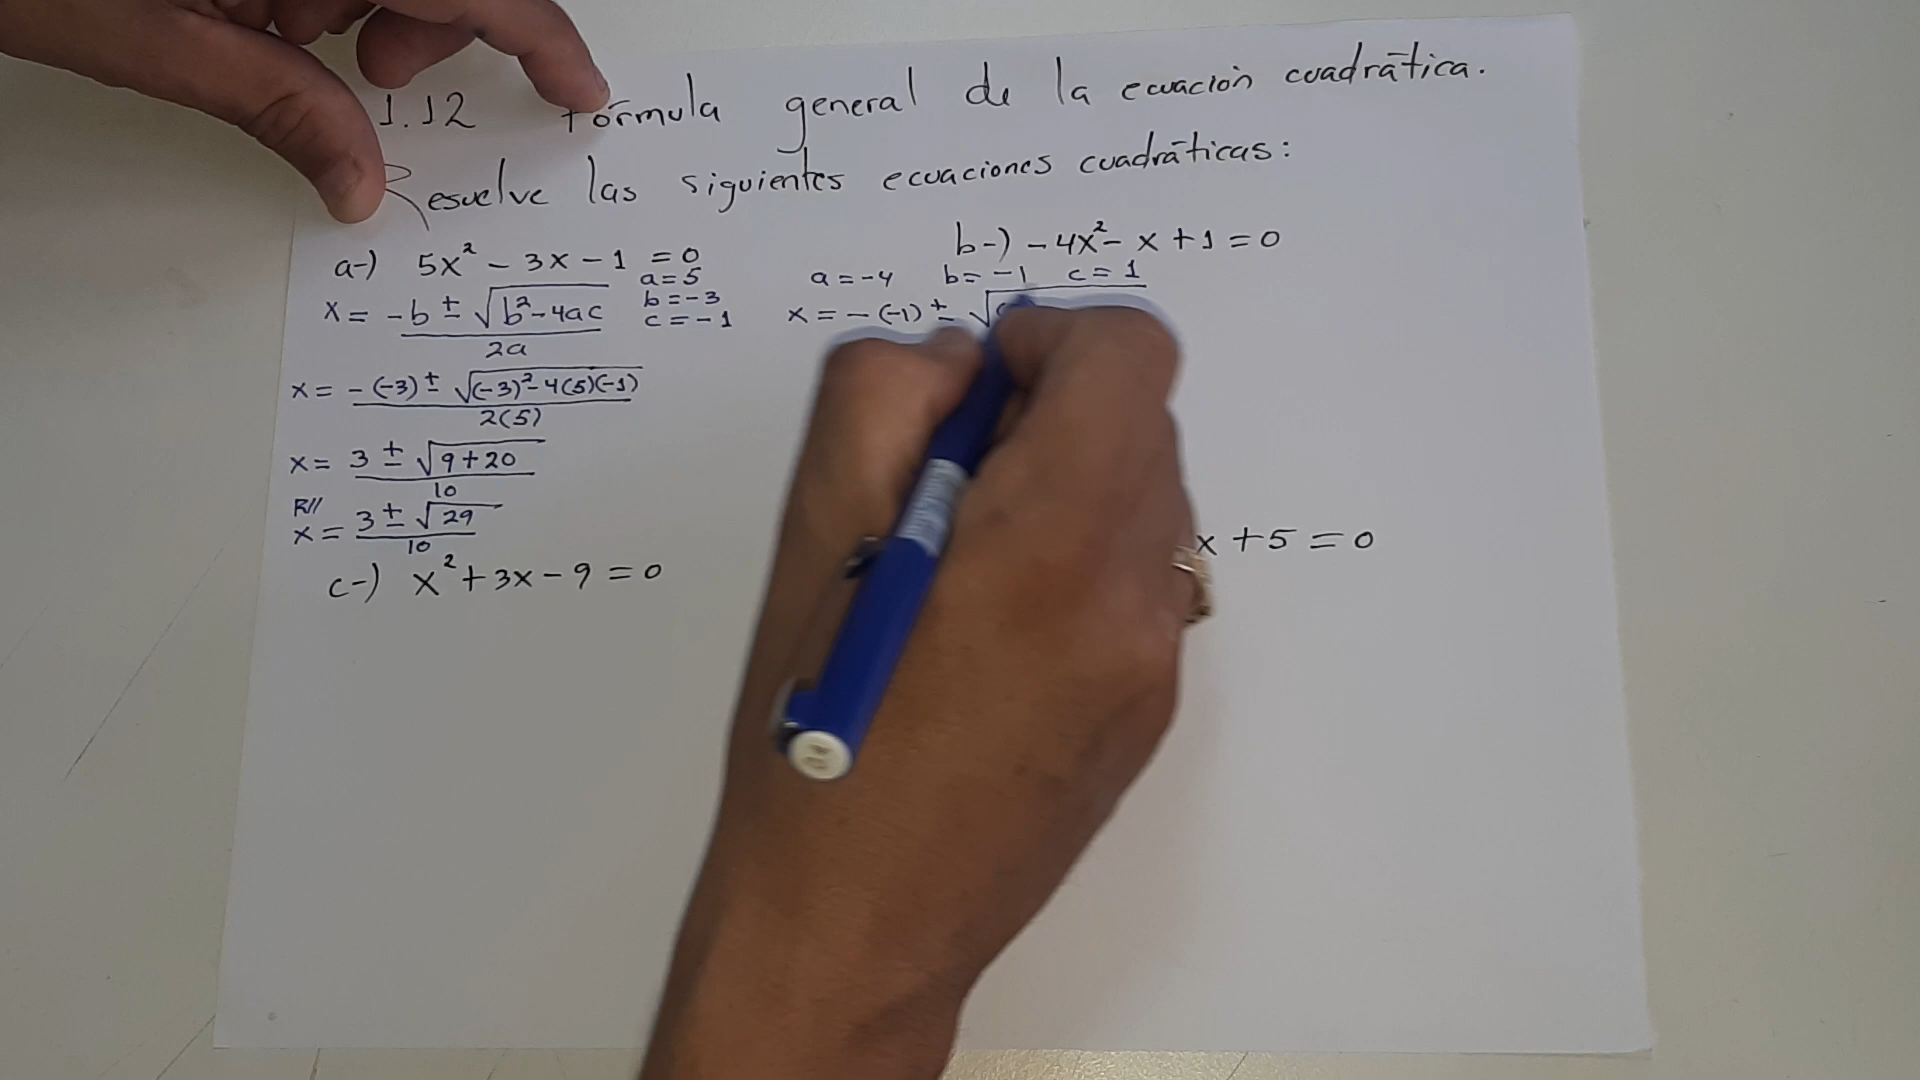 1.12 Fórmula general de la ecuación cuadrática.
Resuelve las siguientes ecuaciones cuadráticas:
a-) 5x² - 3x - 1 = 0
a = 5
x = -b ± √b² - 4ac
b = -3
c = -1
2a
x = -(-3) ± √(-3)² - 4(5)(-1)
2(5)
x = 3 ± √9 + 20
10
R//
x = 3 ± √29
10
b-) -4x² - x + 1 = 0
a = -4 b = -1 c = 1
x = -(-1) ± √(
c-) x² + 3x - 9 = 0
x + 5 = 0